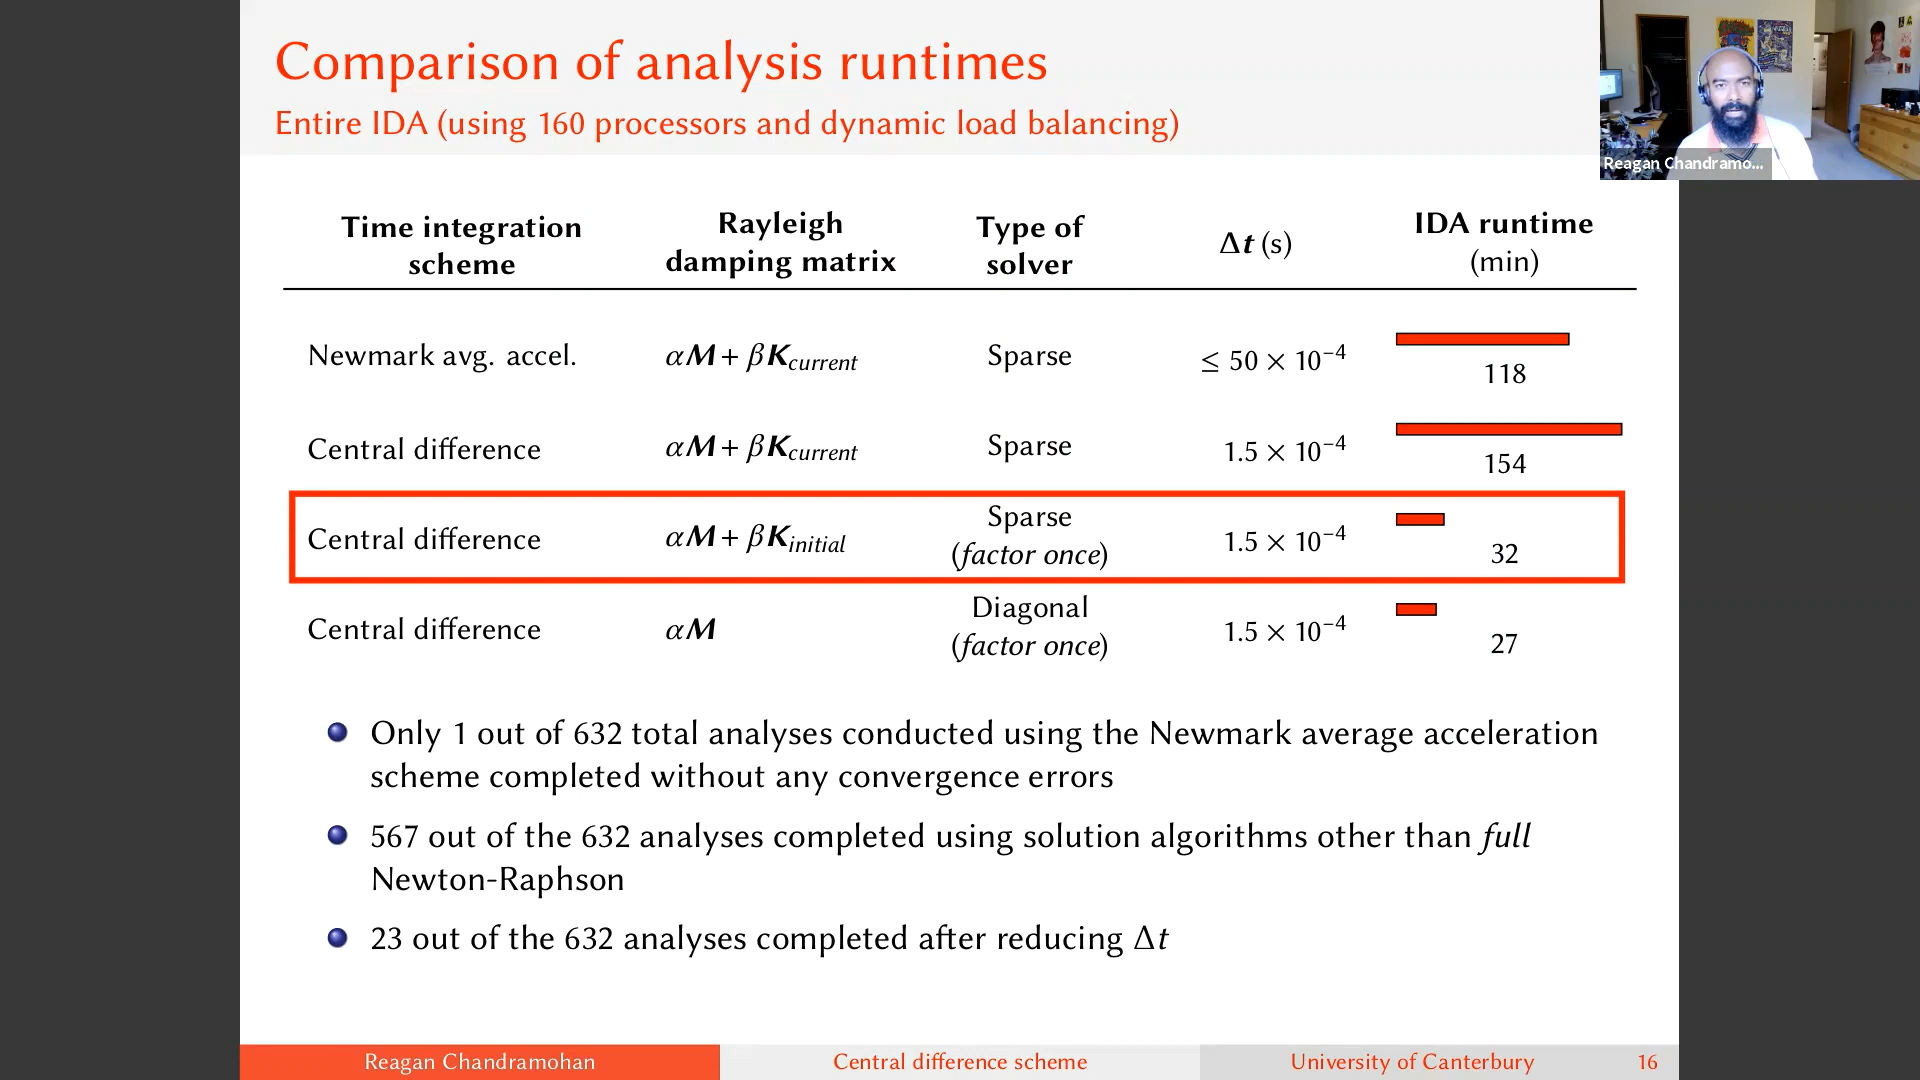 Comparison of analysis runtimes
Entire IDA (using 160 processors and dynamic load balancing)
Reagan Chandramo...
Time integration scheme
Rayleigh damping matrix
Type of solver
Δt (s)
IDA runtime (min)
Newmark avg. accel.
αM + βK_current
Sparse
≤ 50 × 10⁻⁴
118
Central difference
αM + βK_current
Sparse
1.5 × 10⁻⁴
154
Central difference
αM + βK_initial
Sparse (factor once)
1.5 × 10⁻⁴
32
Central difference
αM
Diagonal (factor once)
1.5 × 10⁻⁴
27
Only 1 out of 632 total analyses conducted using the Newmark average acceleration
scheme completed without any convergence errors
567 out of the 632 analyses completed using solution algorithms other than full
Newton-Raphson
23 out of the 632 analyses completed after reducing Δt
Reagan Chandramohan
Central difference scheme
University of Canterbury
16